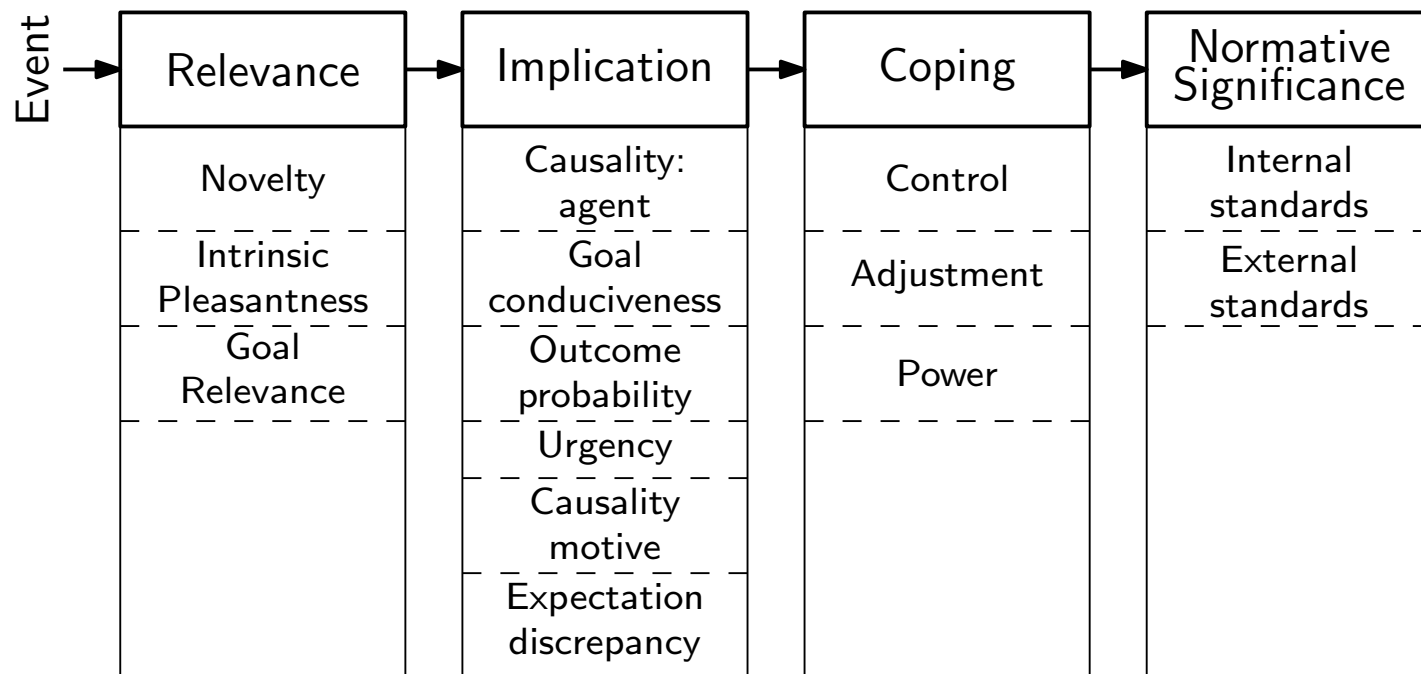 Event
Relevance
Implication
Coping
Normative
Significance
Novelty
Intrinsic
Pleasantness
Goal
Relevance
Causality:
agent
Goal
conduciveness
Outcome
probability
Urgency
Causality
motive
Expectation
discrepancy
Control
Adjustment
Power
Internal
standards
External
standards